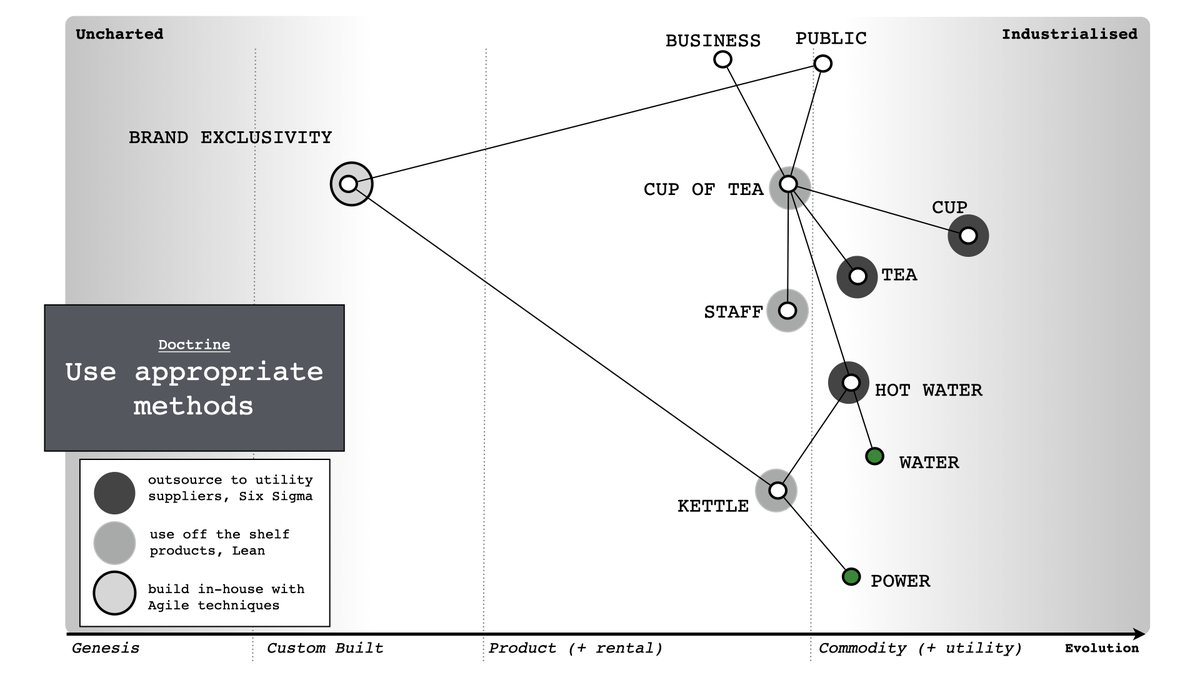 Uncharted
BUSINESS
PUBLIC
Industrialised
BRAND EXCLUSIVITY
CUP OF TEA
CUP
TEA
STAFF
Doctrine
Use appropriate
methods
HOT WATER
WATER
KETTLE
POWER
outsource to utility
suppliers, Six Sigma
use off the shelf
products, Lean
build in-house with
Agile techniques
Genesis
Custom Built
Product (+ rental)
Commodity (+ utility)
Evolution